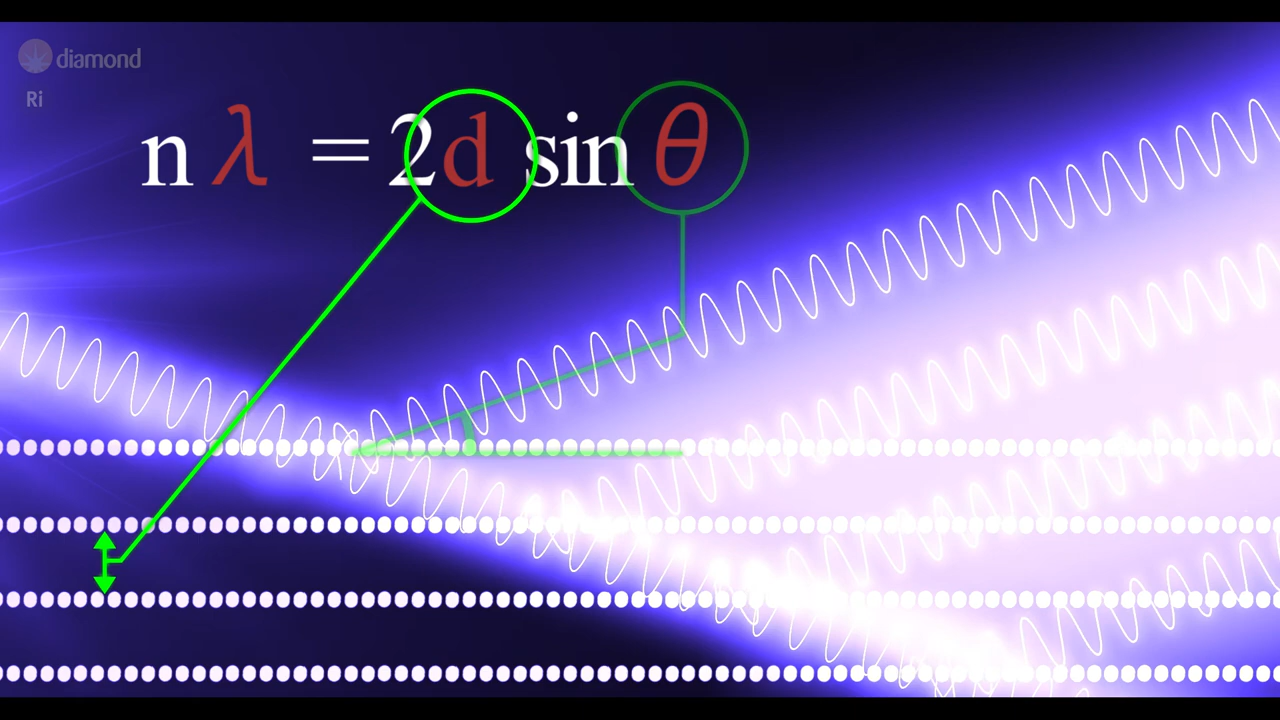 diamond
Ri
n λ = 2d sin θ